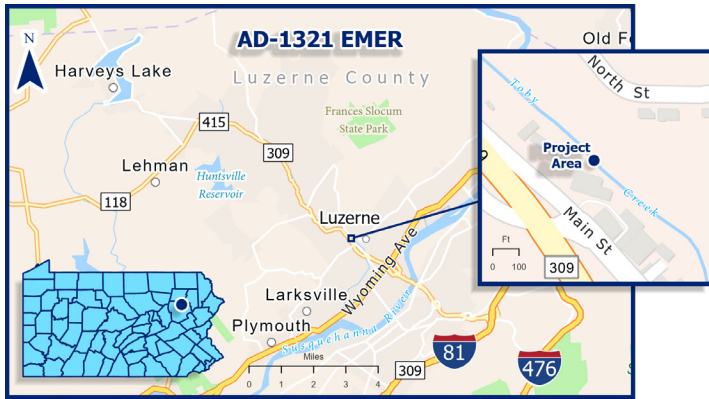 AD-1321 EMER
N
Old F
Harveys Lake
Luzerne County
North St
Toby
Frances Slocum
State Park
415
309
Project
Area
Lehman
Huntsville
Reservoir
118
Creek
Luzerne
Main St
Wyoming Ave
Ft
0 100
309
Larksville
Plymouth
Susquehanna River
Miles
0 1 2 3 4
309
81
476